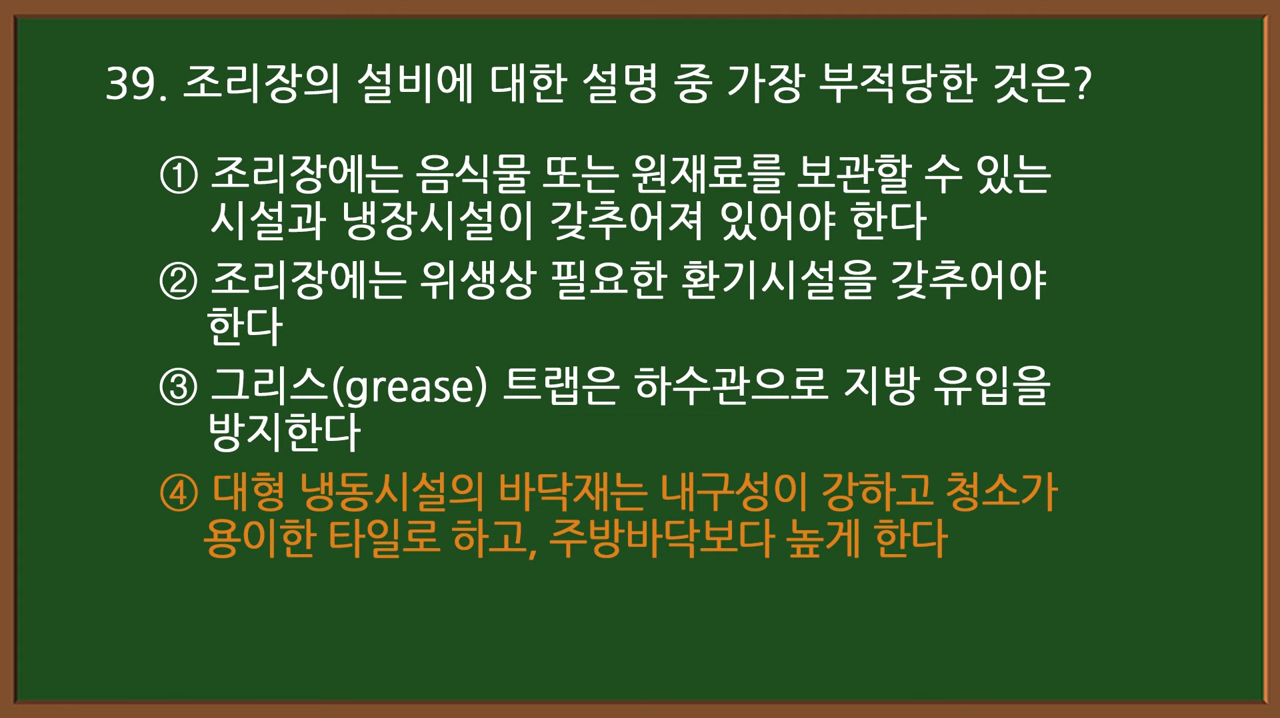 39. 조리장의 설비에 대한 설명 중 가장 부적당한 것은?
① 조리장에는 음식물 또는 원재료를 보관할 수 있는
시설과 냉장시설이 갖추어져 있어야 한다
② 조리장에는 위생상 필요한 환기시설을 갖추어야
한다
③ 그리스(grease) 트랩은 하수관으로 지방 유입을
방지한다
④ 대형 냉동시설의 바닥재는 내구성이 강하고 청소가
용이한 타일로 하고, 주방바닥보다 높게 한다